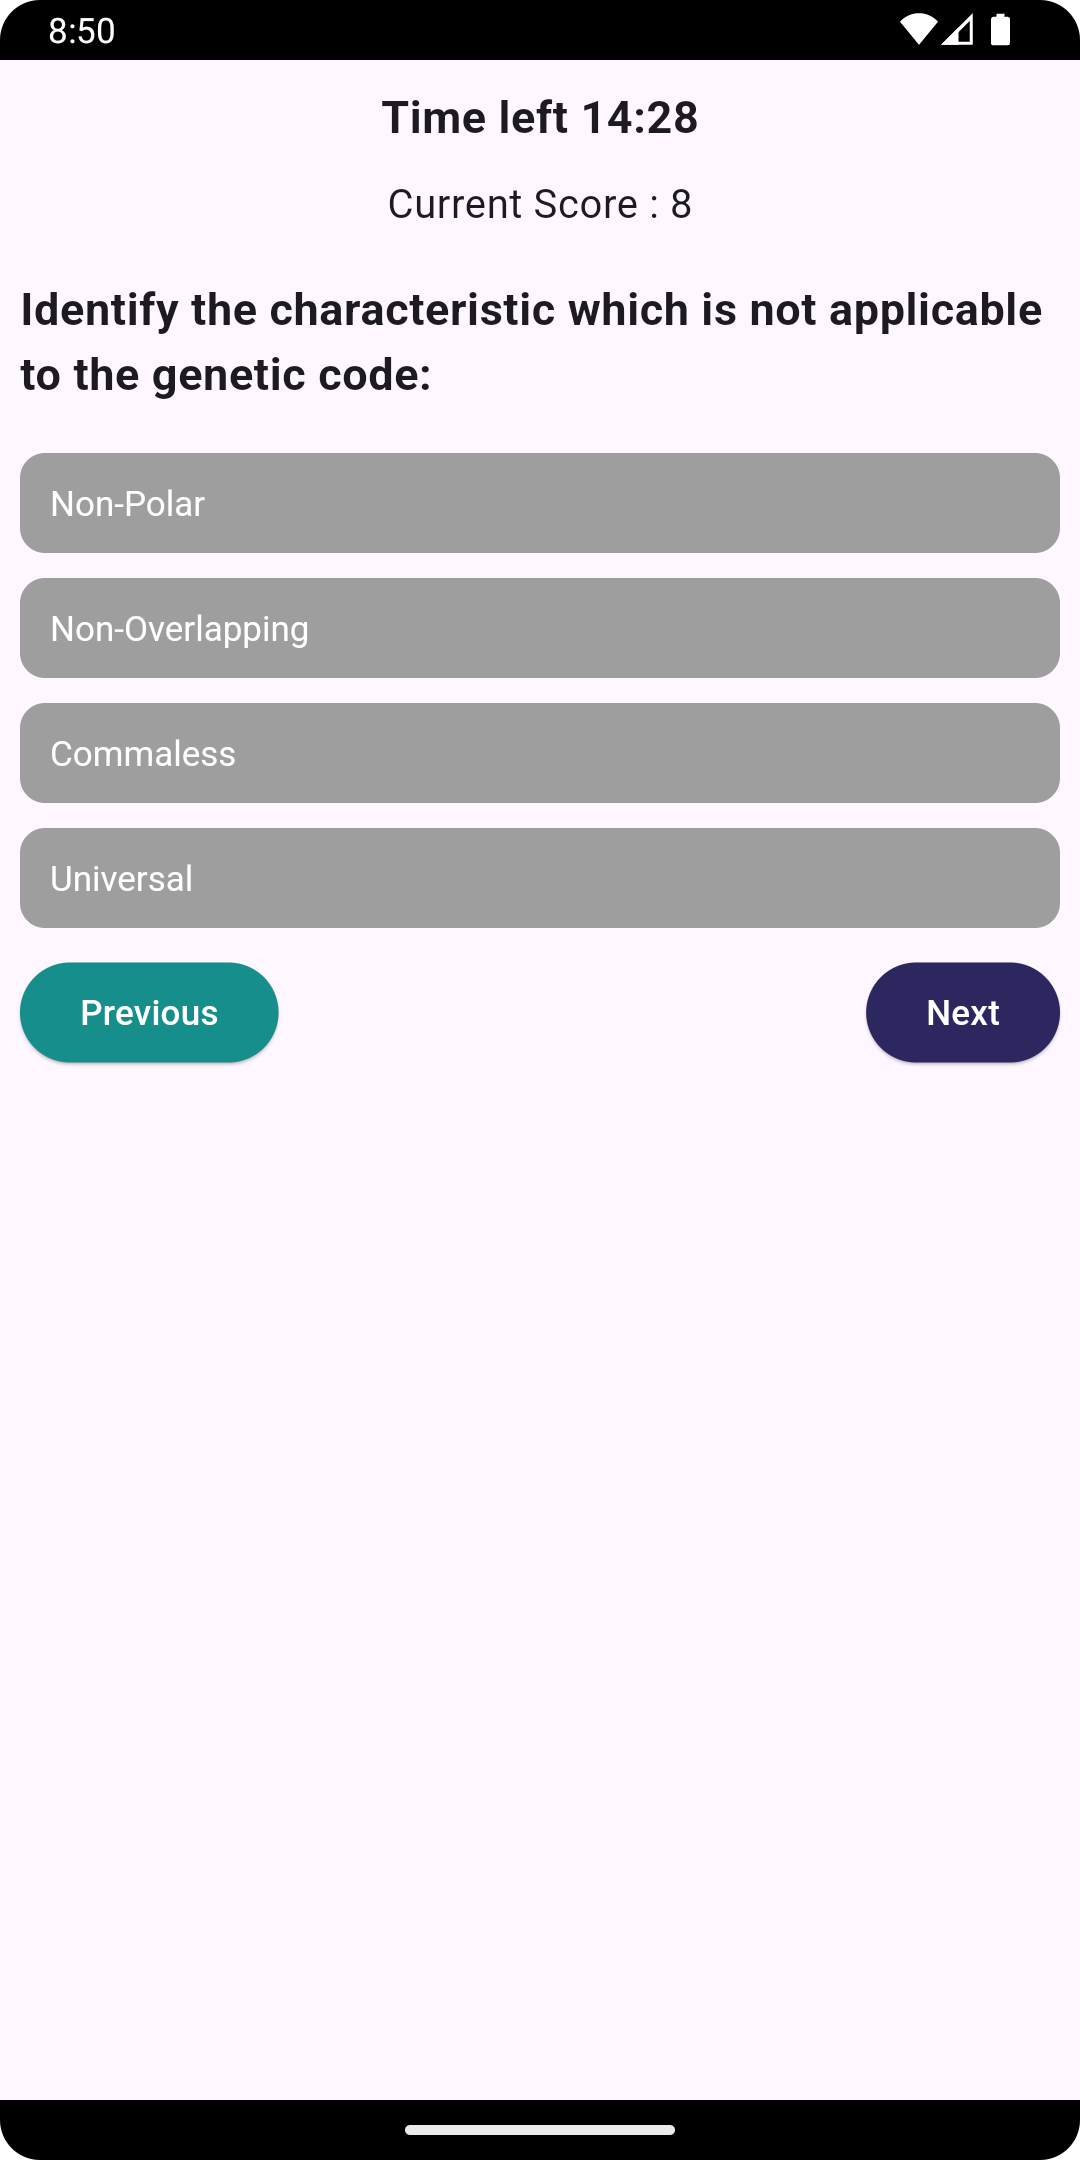 8:50
Time left 14:28
Current Score : 8
Identify the characteristic which is not applicable
to the genetic code:
Non-Polar
Non-Overlapping
Commaless
Universal
Previous
Next